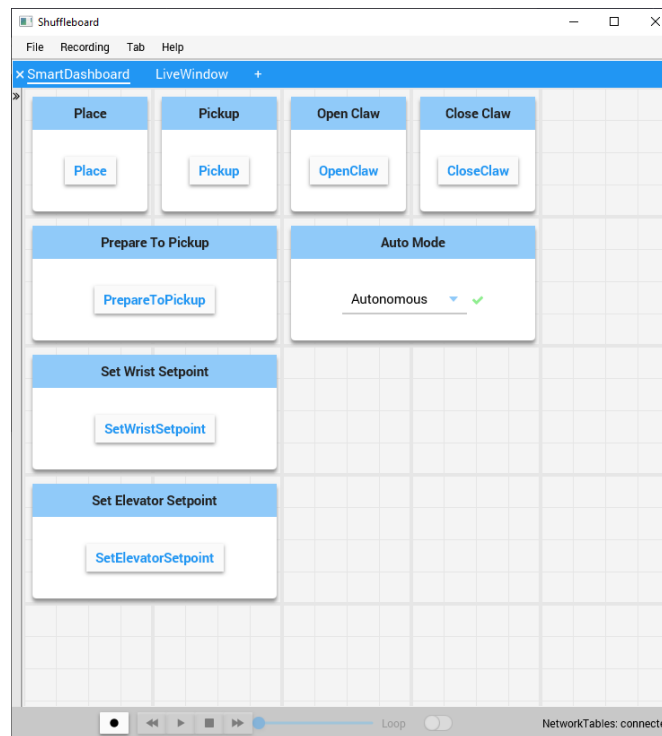 Shuffleboard
File Recording Tab Help
SmartDashboard LiveWindow +
Place Pickup Open Claw Close Claw
Place Pickup OpenClaw CloseClaw
Prepare To Pickup Auto Mode
PrepareToPickup Autonomous
Set Wrist Setpoint
SetWristSetpoint
Set Elevator Setpoint
SetElevatorSetpoint
Loop NetworkTables: connecte